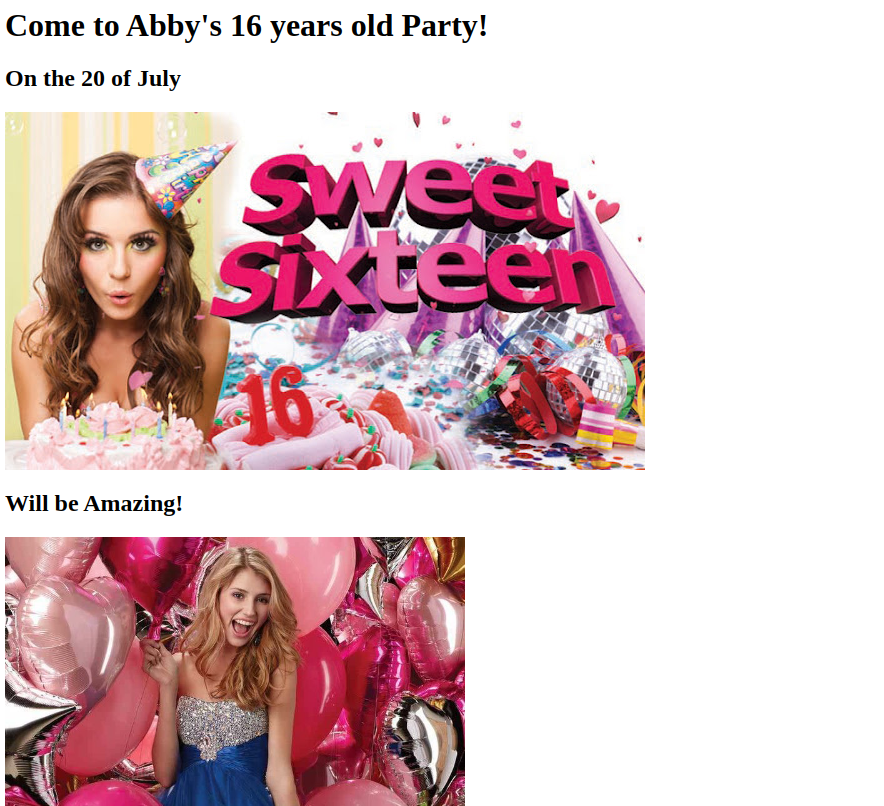 Come to Abby's 16 years old Party!
On the 20 of July
Sweet
Sixteen
16
Will be Amazing!